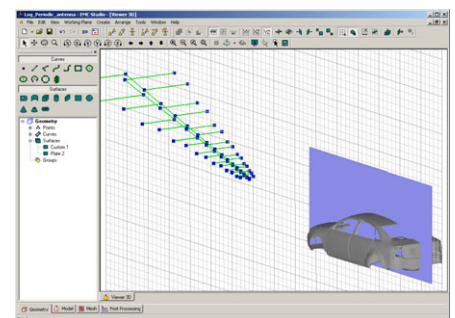 Log_Periodic_antenna - EMC Studio - [Viewer 3D]
File Edit View Working Plane Create Arrange Tools Window Help
Curves
Surfaces
Geometry
Points
Curves
Surfaces
Custom 1
Plate 2
Groups
Viewer 3D
Geometry Model Mesh Post Processing